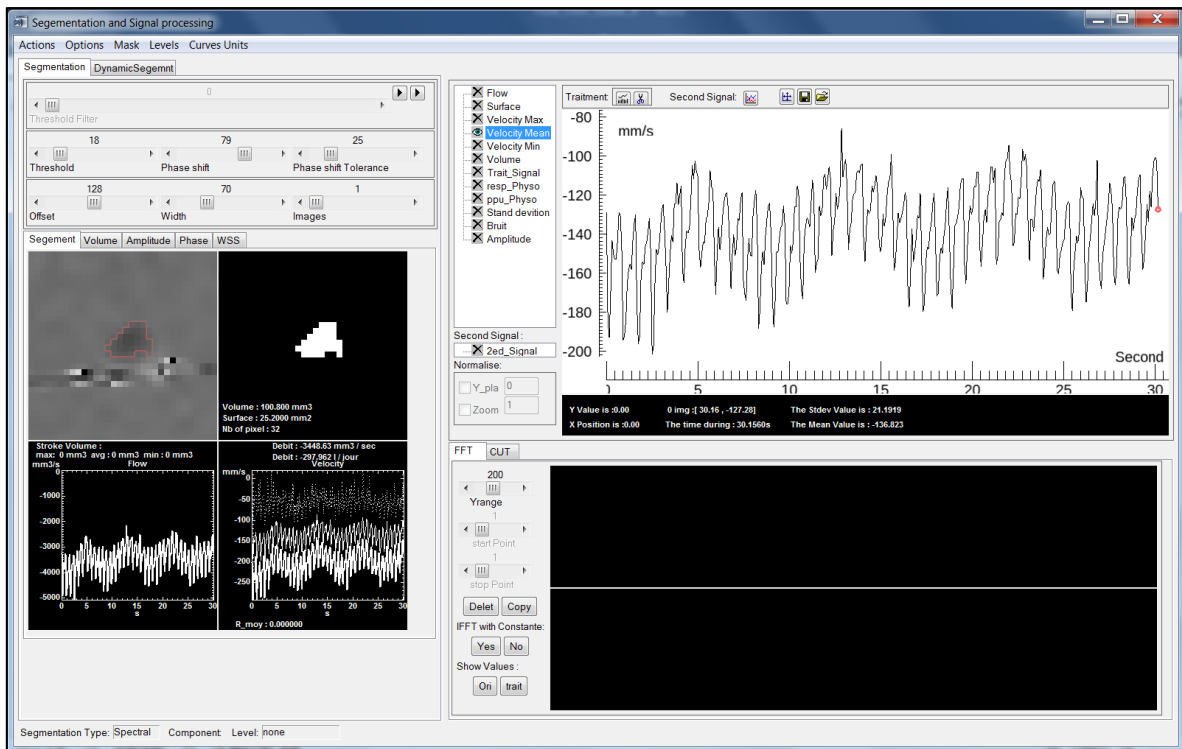 Segementation and Signal processing
Actions Options Mask Levels Curves Units
Segmentation DynamicSegemnt
0
Threshold Filter
18 79 25
Threshold Phase shift Phase shift Tolerance
128 70 1
Offset Width Images
Segement Volume Amplitude Phase WSS
Volume : 100.800 mm3
Surface : 25.2000 mm2
Nb of pixel : 32
Stroke Volume :
max: 0 mm3 avg : 0 mm3 min : 0 mm3
mm3/s Flow
0
-1000
-2000
-3000
-4000
-5000
0 5 10 15 20 25 30
s
Debit : -3448.63 mm3 / sec
Debit : -297.962 l / jour
mm/s Velocity
0
-50
-100
-150
-200
-250
0 5 10 15 20 25 30
s
R_moy : 0.000000
Segmentation Type: Spectral Component: Level: none
Flow
Surface
Velocity Max
Velocity Mean
Velocity Min
Volume
Trait_Signal
resp_Physo
ppu_Physo
Stand devition
Bruit
Amplitude
Second Signal :
2ed_Signal
Normalise:
Y_pla 0
Zoom 1
Traitment: Second Signal:
mm/s
-80
-100
-120
-140
-160
-180
-200
Second
5 10 15 20 25 30
Y Value is :0.00 0 img :[ 30.16 , -127.28] The Stdev Value is : 21.1919
X Position is :0.00 The time during : 30.1560s The Mean Value is : -136.823
FFT CUT
200
Yrange
1
start Point
1
stop Point
Delet Copy
IFFT with Constante:
Yes No
Show Values :
Ori trait